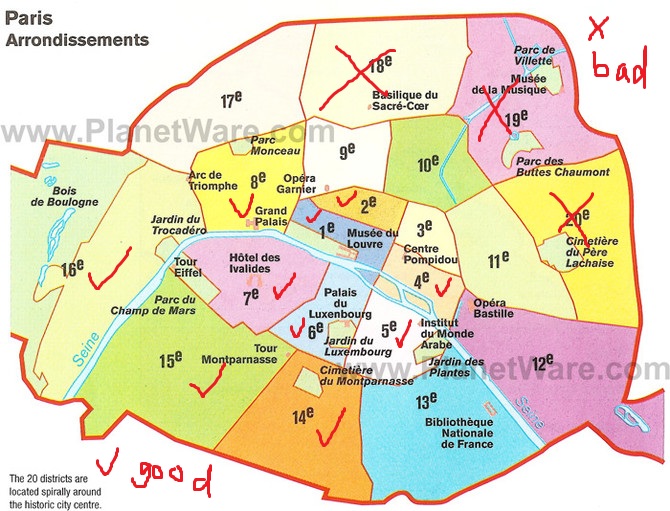 Paris
Arrondissements
x
bad
Parc de
Villette
18e
Musée
de la Musique
17e
Basilique du
Sacré-Cœr
19e
www.PlanetWare.com
Parc
Monceau
9e
10e
Parc des
Buttes Chaumont
Arc de
Triomphe
8e
Opéra
Garnier
Bois
de Boulogne
2e
20e
Grand
Palais
Jardin du
Trocadéro
1e
Musée du
Louvre
3e
Cimetière
du Père
Lachaise
Centre
Pompidou
11e
16e
Tour
Eiffel
Hôtel des
Ivalides
4e
7e
Palais
du
Luxenbourg
Opéra
Bastille
Parc du
Champ de Mars
6e
5e
Institut
du Monde
Arabe
Seine
Jardin du
Luxembourg
15e
Tour
Montparnasse
Jardin des
Plantes
12e
Cimetière
du Montparnasse
www.PlanetWare.com
13e
14e
Seine
Bibliothèque
Nationale
de France
good
The 20 districts are
located spirally around
the historic city centre.